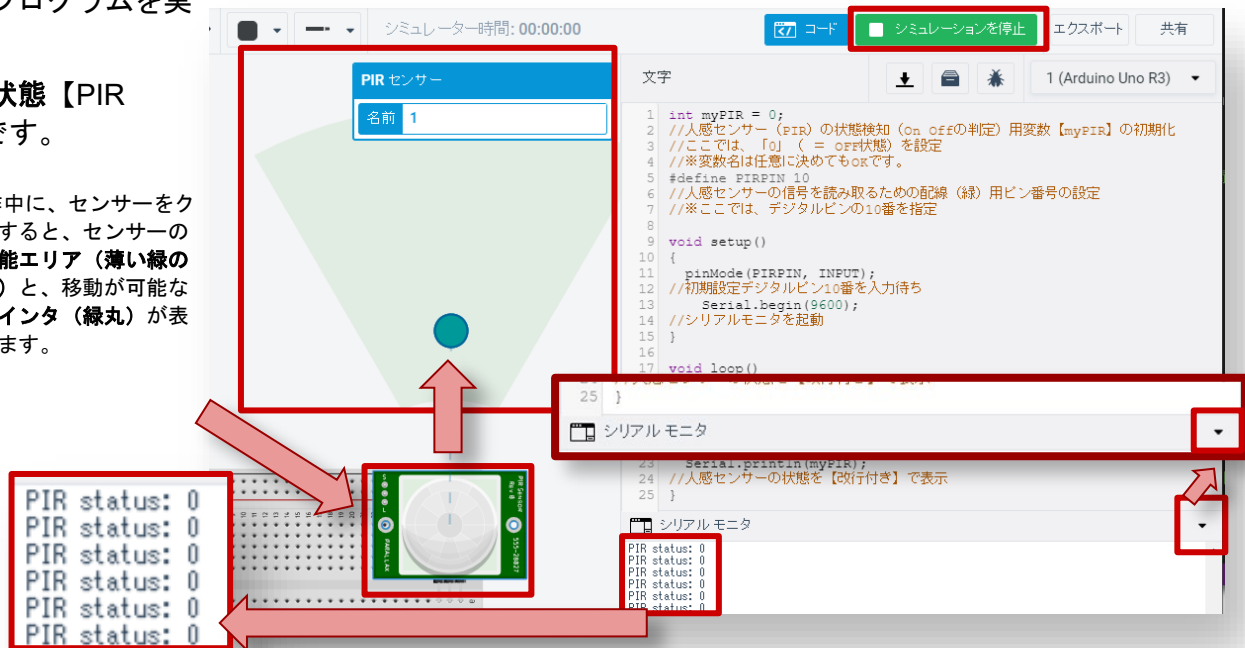 プログラムを実
状態【PIR
です。
作中に、センサーをク
すると、センサーの
能エリア（薄い緑の
）と、移動が可能な
インタ（緑丸）が表
ます。
シミュレーター時間: 00:00:00
コード
シミュレーションを停止
エクスポート
共有
PIR センサー
名前 1
文字
1 (Arduino Uno R3)
1 int myPIR = 0;
2 //人感センサー（PIR）の状態検知（On Offの判定）用変数【myPIR】の初期化
3 //ここでは、「0」（ = OFF状態）を設定
4 //※変数名は任意に決めてもOKです。
5 #define PIRPIN 10
6 //人感センサーの信号を読み取るための配線（緑）用ピン番号の設定
7 //※ここでは、デジタルピンの10番を指定
8
9 void setup()
10 {
11 pinMode(PIRPIN, INPUT);
12 //初期設定デジタルピン10番を入力待ち
13 Serial.begin(9600);
14 //シリアルモニタを起動
15 }
16
17 void loop()
25 }
シリアル モニタ
23 Serial.println(myPIR);
24 //人感センサーの状態を【改行付き】で表示
25 }
シリアル モニタ
PIR status: 0
PIR status: 0
PIR status: 0
PIR status: 0
PIR status: 0
PIR status: 0
PIR status: 0
PIR status: 0
PIR status: 0
PIR status: 0
PIR status: 0
PIR status: 0
PIR Sensor
Rev B
555-28027
PARALLAX